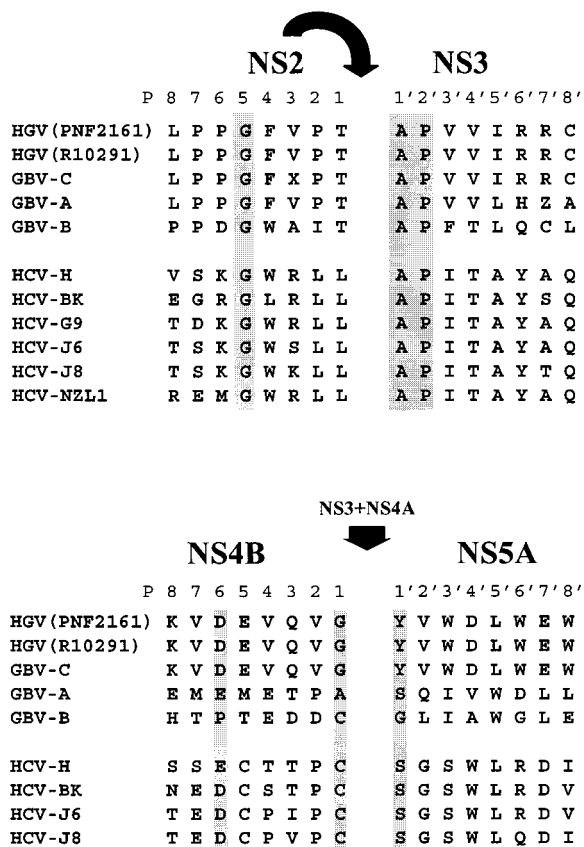 NS2 NS3
P 8 7 6 5 4 3 2 1 1' 2' 3' 4' 5' 6' 7' 8'
HGV(PNF2161) L P P G F V P T A P V V I R R C
HGV(R10291) L P P G F V P T A P V V I R R C
GBV-C L P P G F X P T A P V V I R R C
GBV-A L P P G F V P T A P V V L H Z A
GBV-B P P D G W A I T A P F T L Q C L
HCV-H V S K G W R L L A P I T A Y A Q
HCV-BK E G R G L R L L A P I T A Y S Q
HCV-G9 T D K G W R L L A P I T A Y A Q
HCV-J6 T S K G W S L L A P I T A Y A Q
HCV-J8 T S K G W K L L A P I T A Y T Q
HCV-NZL1 R E M G W R L L A P I T A Y A Q
NS3+NS4A
NS4B NS5A
P 8 7 6 5 4 3 2 1 1' 2' 3' 4' 5' 6' 7' 8'
HGV(PNF2161) K V D E V Q V G Y V W D L W E W
HGV(R10291) K V D E V Q V G Y V W D L W E W
GBV-C K V D E V Q V G Y V W D L W E W
GBV-A E M E M E T P A S Q I V W D L L
GBV-B H T P T E D D C G L I A W G L E
HCV-H S S E C T T P C S G S W L R D I
HCV-BK N E D C S T P C S G S W L R D V
HCV-J6 T E D C P I P C S G S W L R D V
HCV-J8 T E D C P V P C S G S W L Q D I